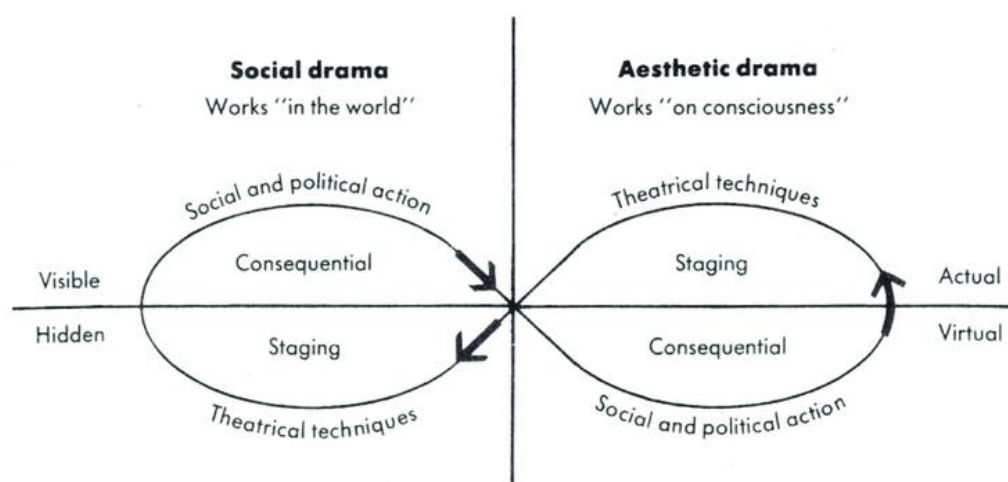 Social drama
Works "in the world"
Aesthetic drama
Works "on consciousness"
Social and political action
Theatrical techniques
Consequential
Staging
Visible
Actual
Hidden
Virtual
Staging
Consequential
Theatrical techniques
Social and political action